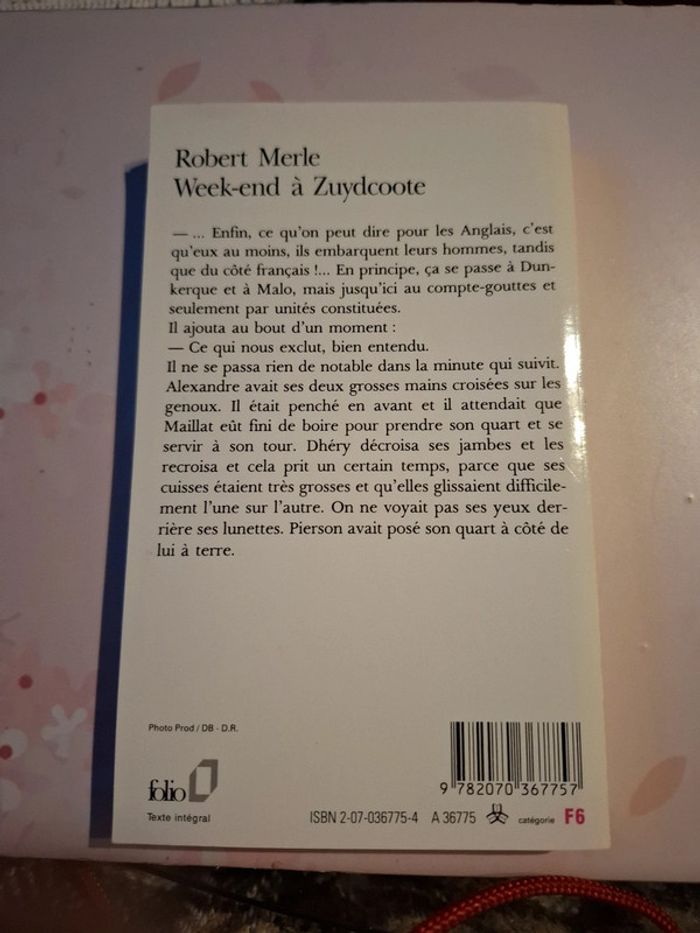 Robert Merle
Week-end à Zuydcoote
— ... Enfin, ce qu'on peut dire pour les Anglais, c'est
qu'eux au moins, ils embarquent leurs hommes, tandis
que du côté français !... En principe, ça se passe à Dun-
kerque et à Malo, mais jusqu'ici au compte-gouttes et
seulement par unités constituées.
Il ajouta au bout d'un moment :
— Ce qui nous exclut, bien entendu.
Il ne se passa rien de notable dans la minute qui suivit.
Alexandre avait ses deux grosses mains croisées sur les
genoux. Il était penché en avant et il attendait que
Maillat eût fini de boire pour prendre son quart et se
servir à son tour. Dhéry décroisa ses jambes et les
recroisa et cela prit un certain temps, parce que ses
cuisses étaient très grosses et qu'elles glissaient difficile-
ment l'une sur l'autre. On ne voyait pas ses yeux der-
rière ses lunettes. Pierson avait posé son quart à côté de
lui à terre.
Photo Prod / DB - D.R.
9 782070 367757
folio
Texte intégral
ISBN 2-07-036775-4 A 36775 catégorie F6